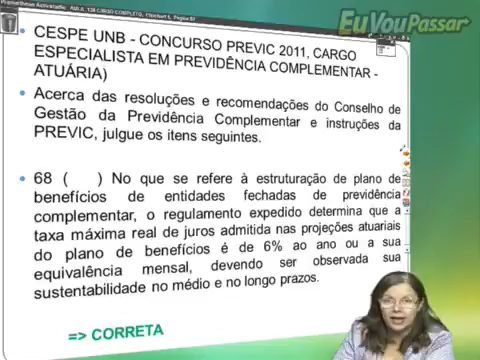 EuVouPassar
CESPE UNB - CONCURSO PREVIC 2011, CARGO
ESPECIALISTA EM PREVIDÊNCIA COMPLEMENTAR -
ATUÁRIA)
Acerca das resoluções e recomendações do Conselho de
Gestão da Previdência Complementar e instruções da
PREVIC, julgue os itens seguintes.
68 ( ) No que se refere à estruturação de plano de
benefícios de entidades fechadas de previdência
complementar, o regulamento expedido determina que a
taxa máxima real de juros admitida nas projeções atuariais
do plano de benefícios é de 6% ao ano ou a sua
equivalência mensal, devendo ser observada sua
sustentabilidade no médio e no longo prazos.
=> CORRETA